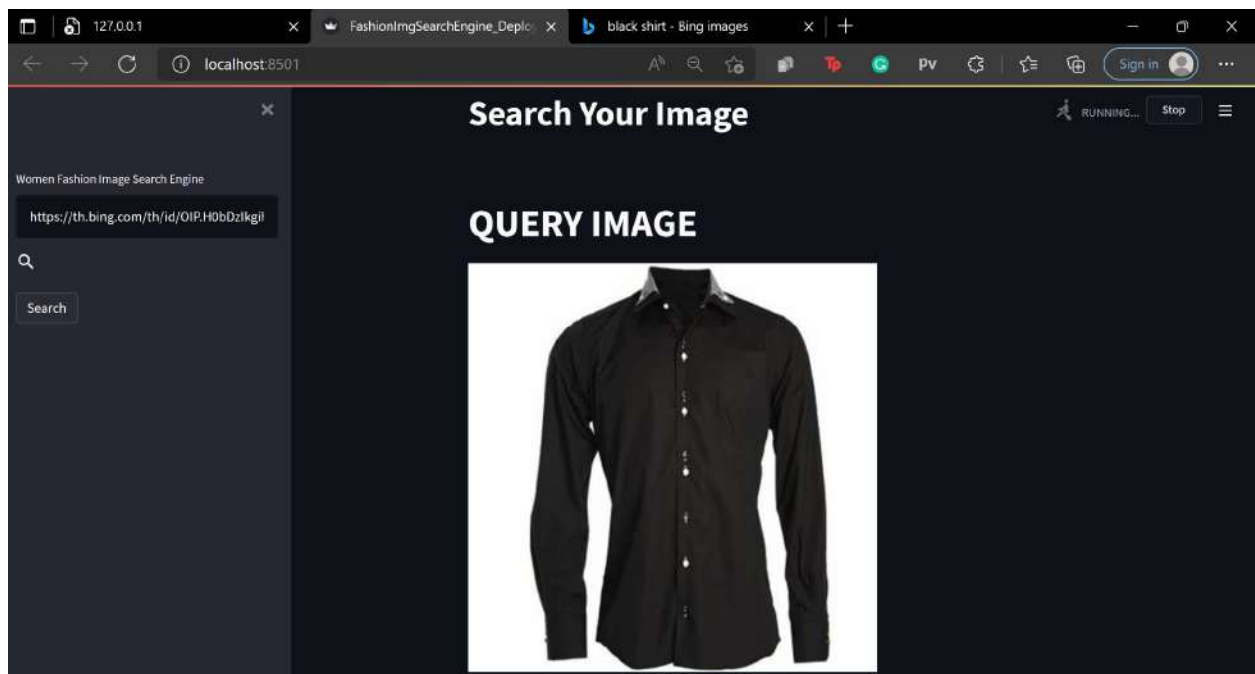 127.0.0.1
FashionImgSearchEngine_Deplo
black shirt - Bing images
localhost:8501
Sign in
Search Your Image
RUNNING...
Stop
Women Fashion Image Search Engine
https://th.bing.com/th/id/OIP.H0bDzIkgil
Search
QUERY IMAGE